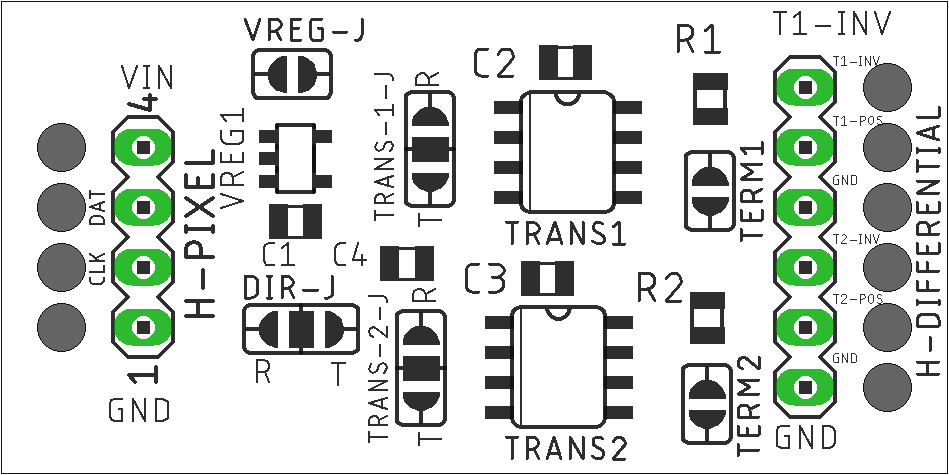 VREG-J
T1-INV
R1
C2
T1-INV
VIN
4
TRANS-1-J
R
VREG1
T1-POS
H-PIXEL
H-DIFFERENTIAL
TERM1
GND
DAT
T
TRANS1
T2-INV
C1
C4
CLK
C3
R2
DIR-J
R
TRANS-2-J
T2-POS
R
T
GND
1
TERM2
GND
T
TRANS2
GND